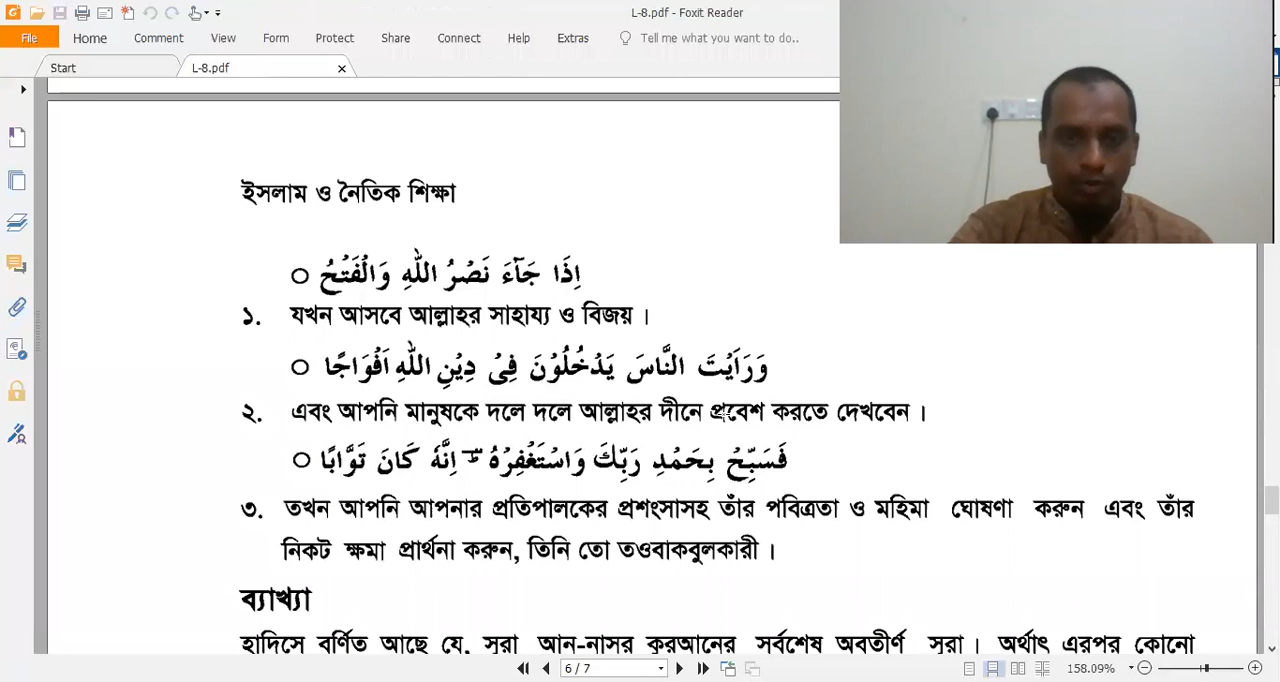 L-8.pdf - Foxit Reader
File Home Comment View Form Protect Share Connect Help Extras Tell me what you want to do..
Start L-8.pdf
ইসলাম ও নৈতিক শিক্ষা
اِذَا جَآءَ نَصْرُ اللّٰهِ وَالْفَتْحُ ○
১. যখন আসবে আল্লাহর সাহায্য ও বিজয়।
وَرَاَيْتَ النَّاسَ يَدْخُلُوْنَ فِىْ دِيْنِ اللّٰهِ اَفْوَاجًا ○
২. এবং আপনি মানুষকে দলে দলে আল্লাহর দীনে প্রবেশ করতে দেখবেন।
فَسَبِّحْ بِحَمْدِ رَبِّكَ وَاسْتَغْفِرْهُ ؕ اِنَّهٗ كَانَ تَوَّابًا ○
৩. তখন আপনি আপনার প্রতিপালকের প্রশংসাসহ তাঁর পবিত্রতা ও মহিমা ঘোষণা করুন এবং তাঁর
নিকট ক্ষমা প্রার্থনা করুন, তিনি তো তওবাকবুলকারী।
ব্যাখ্যা
হাদিসে বর্ণিত আছে যে, সুরা আন-নাসর কুরআনের সর্বশেষ অবতীর্ণ সুরা। অর্থাৎ এরপর কোনো
6 / 7 158.09%